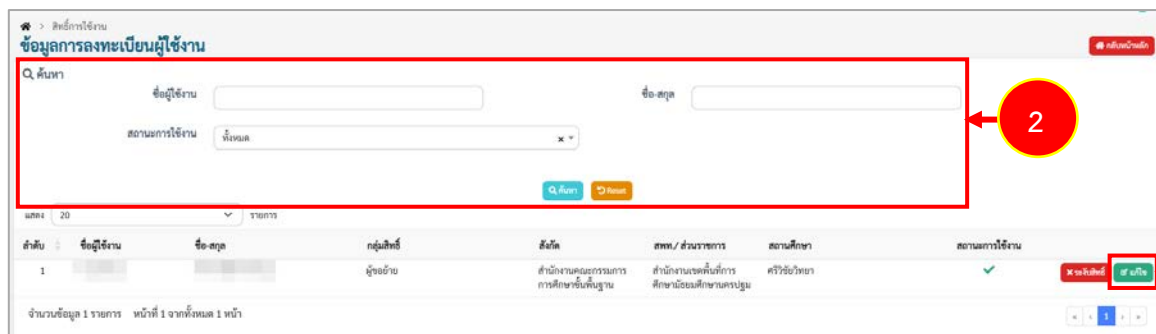 > สิทธิ์การใช้งาน
ข้อมูลการลงทะเบียนผู้ใช้งาน
กลับหน้าหลัก
ค้นหา
ชื่อผู้ใช้งาน
ชื่อ-สกุล
สถานะการใช้งาน ทั้งหมด
2
ค้นหา Reset
แสดง 20 รายการ
ลำดับ ชื่อผู้ใช้งาน ชื่อ-สกุล กลุ่มสิทธิ์ สังกัด สพท./ส่วนราชการ สถานศึกษา สถานะการใช้งาน
1 ผู้ขอย้าย สำนักงานคณะกรรมการ สำนักงานเขตพื้นที่การ ศรีวิชัยวิทยา ระงับสิทธิ์ แก้ไข
การศึกษาขั้นพื้นฐาน ศึกษามัธยมศึกษานครปฐม
จำนวนข้อมูล 1 รายการ หน้าที่ 1 จากทั้งหมด 1 หน้า « ‹ 1 › »